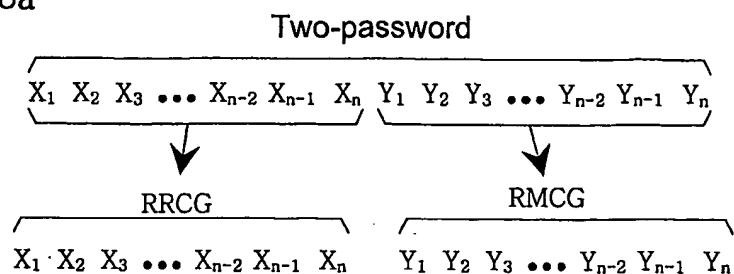 Two-password
X₁ X₂ X₃ ••• Xₙ₋₂ Xₙ₋₁ Xₙ Y₁ Y₂ Y₃ ••• Yₙ₋₂ Yₙ₋₁ Yₙ
RRCG RMCG
X₁ X₂ X₃ ••• Xₙ₋₂ Xₙ₋₁ Xₙ Y₁ Y₂ Y₃ ••• Yₙ₋₂ Yₙ₋₁ Yₙ